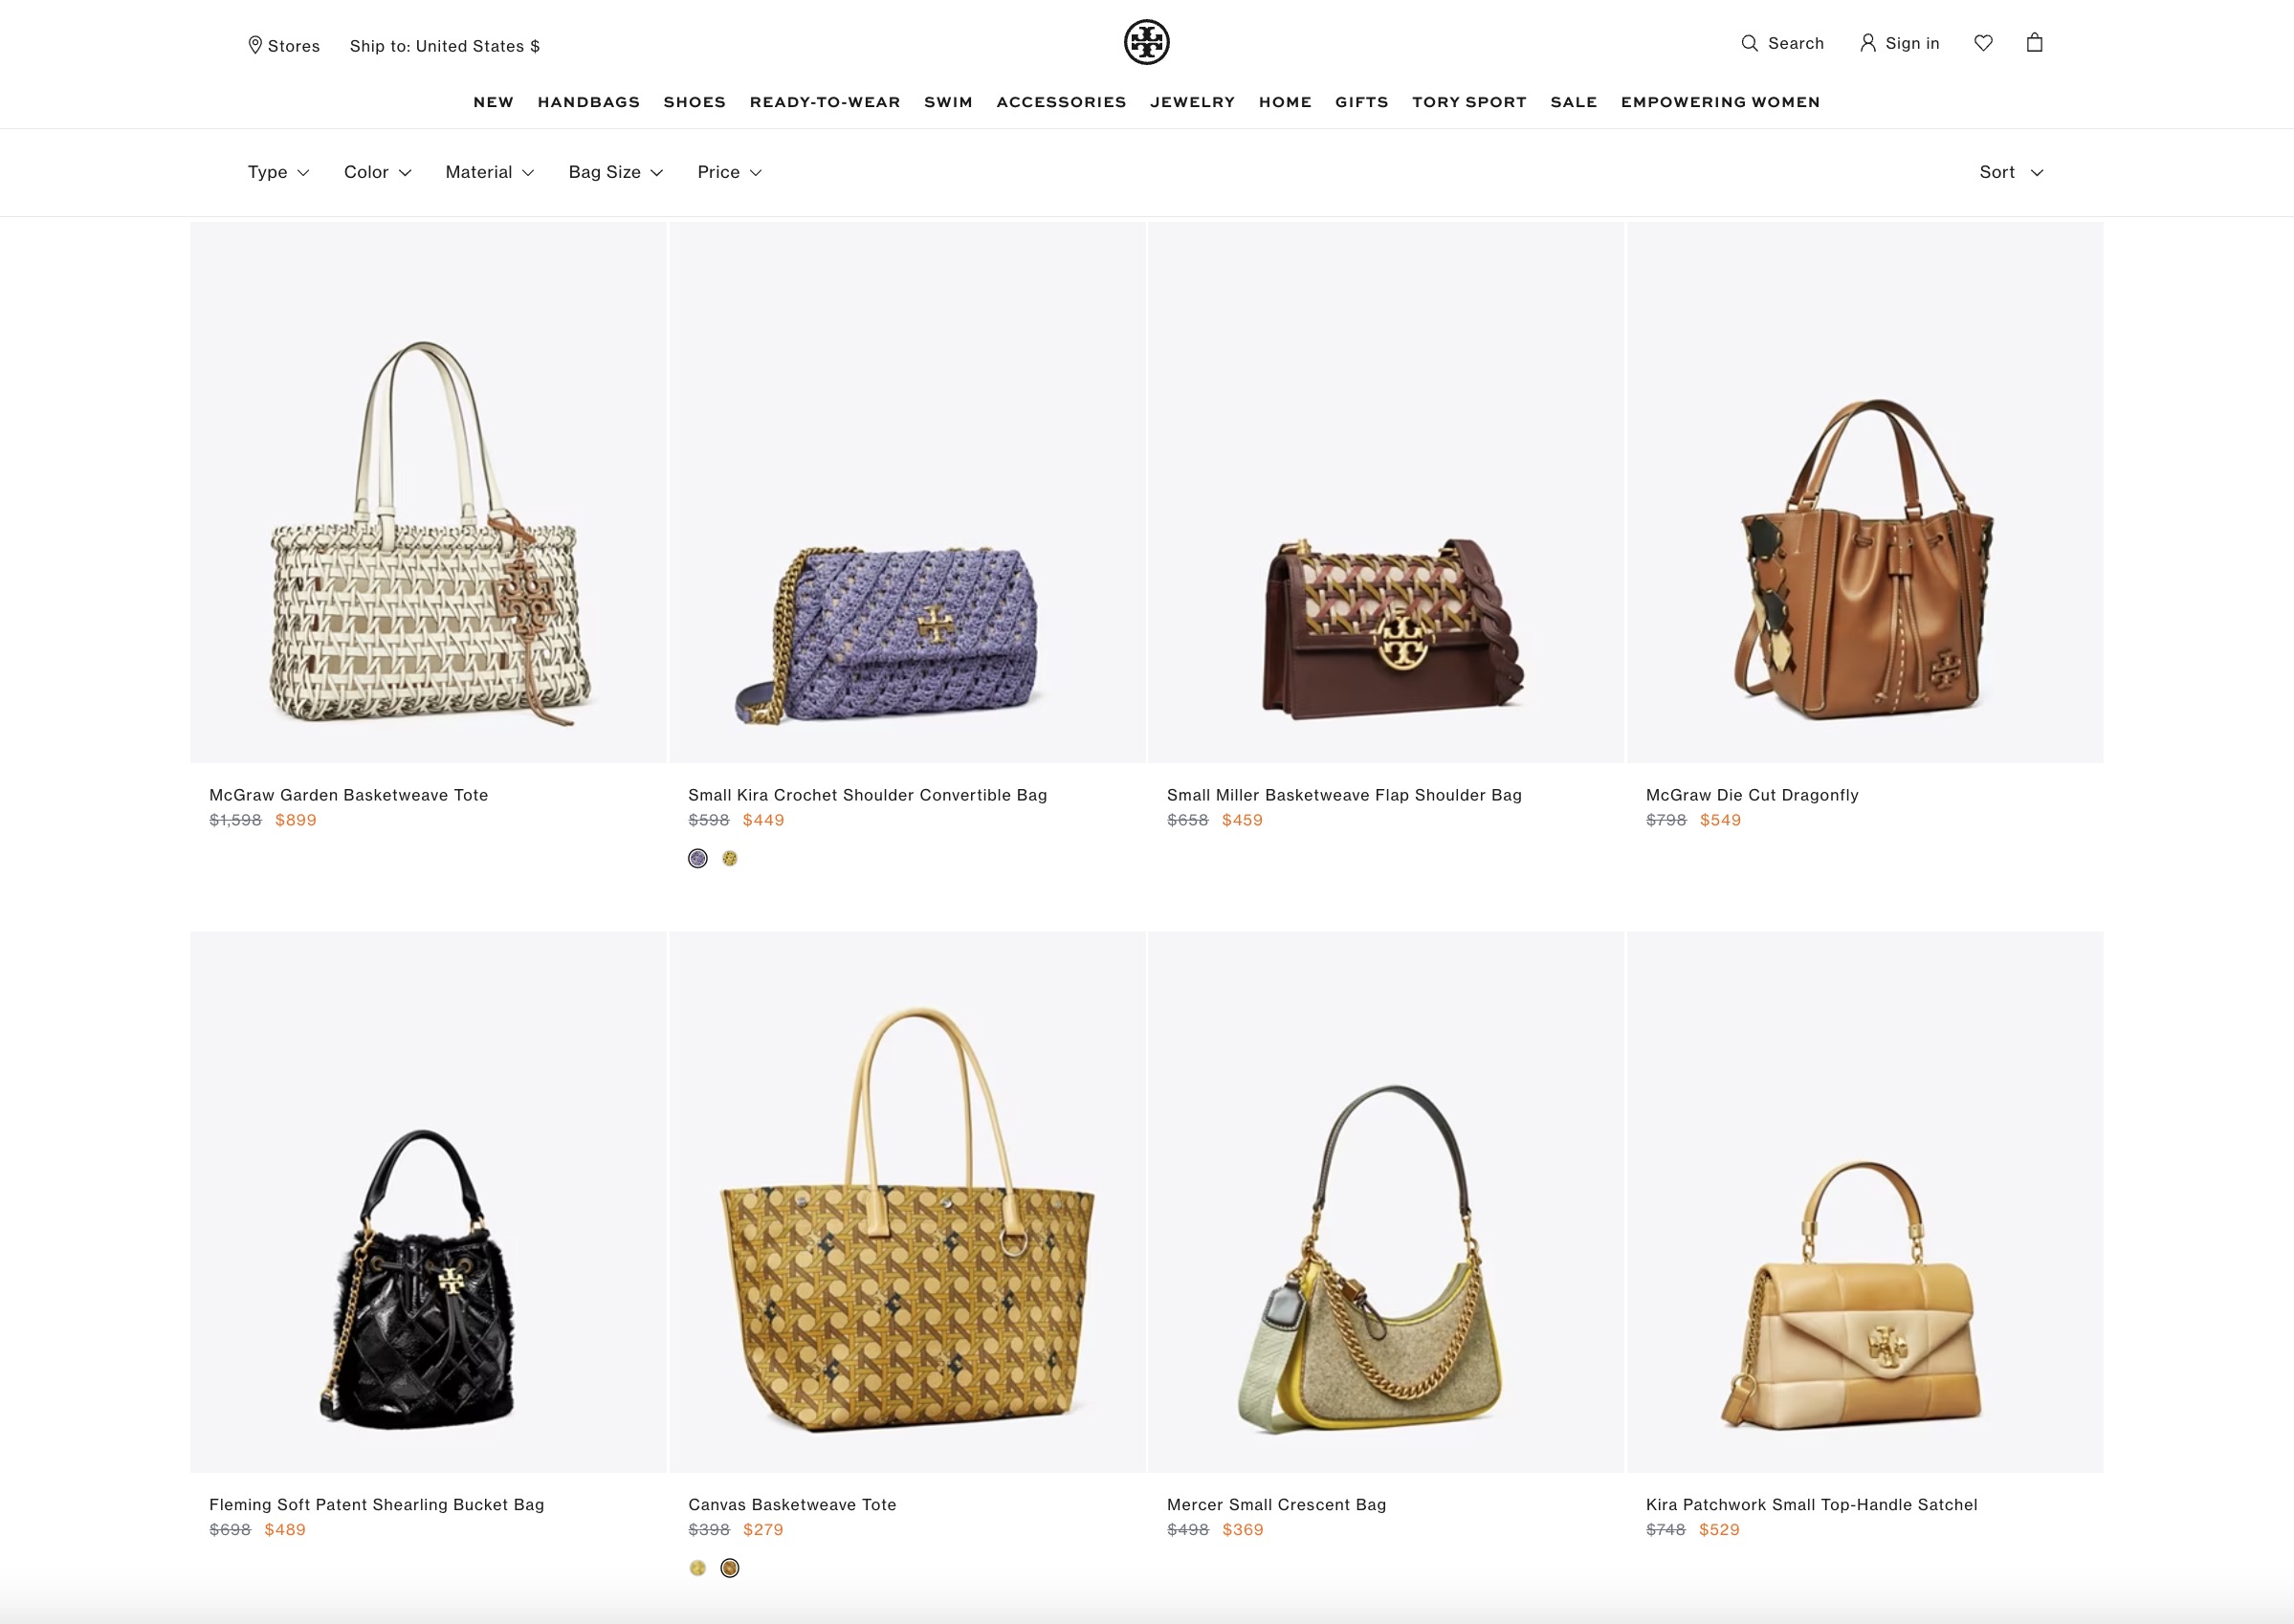 Stores Ship to: United States $ Search Sign in
NEW HANDBAGS SHOES READY-TO-WEAR SWIM ACCESSORIES JEWELRY HOME GIFTS TORY SPORT SALE EMPOWERING WOMEN
Type Color Material Bag Size Price Sort
McGraw Garden Basketweave Tote
$1,598 $899
Small Kira Crochet Shoulder Convertible Bag
$598 $449
Small Miller Basketweave Flap Shoulder Bag
$658 $459
McGraw Die Cut Dragonfly
$798 $549
Fleming Soft Patent Shearling Bucket Bag
$698 $489
Canvas Basketweave Tote
$398 $279
Mercer Small Crescent Bag
$498 $369
Kira Patchwork Small Top-Handle Satchel
$748 $529